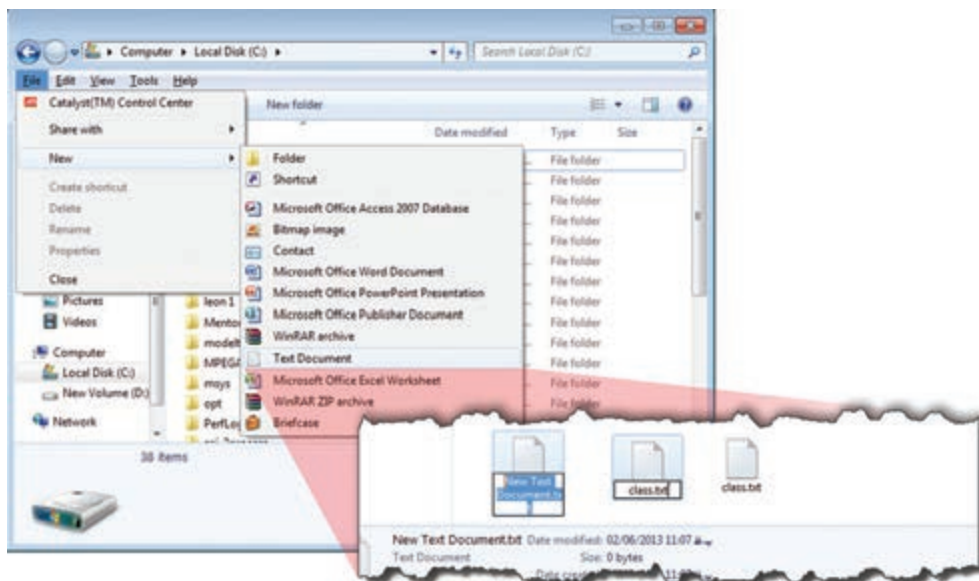 Computer ▸ Local Disk (C:) ▸
Search Local Disk (C:)
File Edit View Tools Help
Catalyst(TM) Control Center
New folder
Share with
Date modified Type Size
New
File folder
Folder
Shortcut
File folder
Create shortcut
File folder
Delete
Microsoft Office Access 2007 Database
File folder
Rename
Bitmap image
File folder
Properties
Contact
File folder
Microsoft Office Word Document
File folder
Close
Microsoft Office PowerPoint Presentation
File folder
Pictures
leon 1
Microsoft Office Publisher Document
File folder
Videos
WinRAR archive
File folder
Computer
Text Document
File folder
Local Disk (C:)
msys
Microsoft Office Excel Worksheet
File folder
New Volume (D:)
opt
WinRAR ZIP archive
File folder
Network
Briefcase
38 items
New Text
Document.tx
class.txt
class.txt
New Text Document.txt Date modified: 02/06/2013 11:07
Text Document Size: 0 bytes